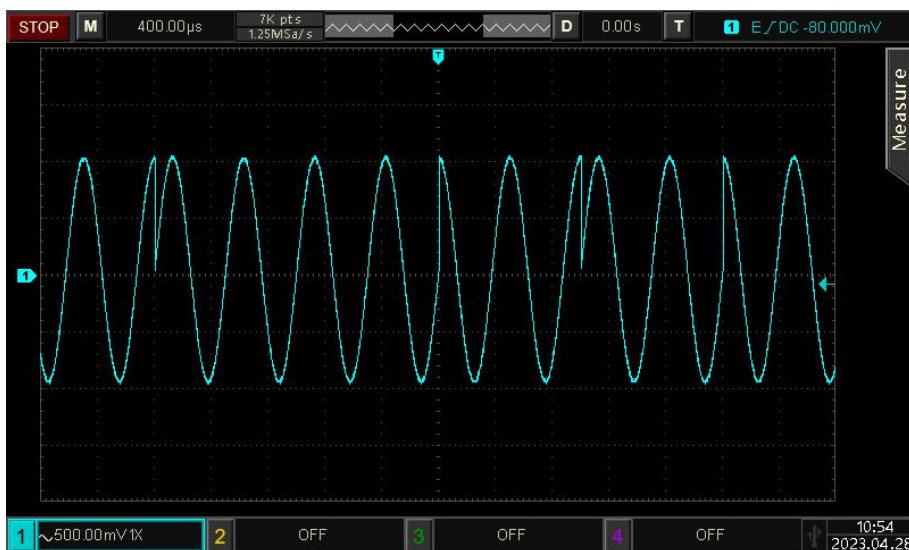 STOP M 400.00µs 7K pts D 0.00s T 1 E DC -80.000mV
1.25MSa/s
T
Measure
1
1 500.00mV 1X 2 OFF 3 OFF 4 OFF 10:54
2023.04.28